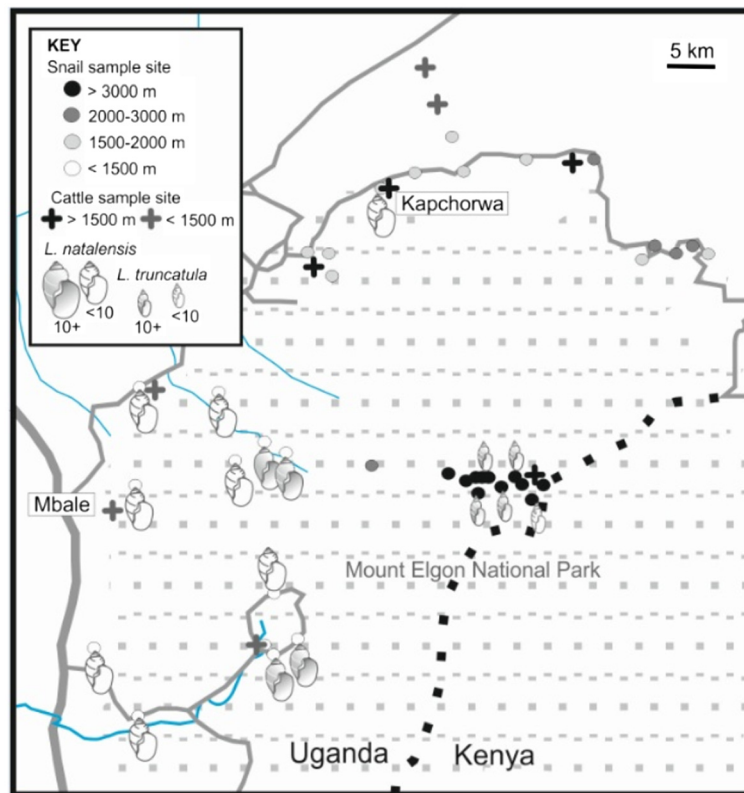 KEY
Snail sample site
> 3000 m
2000-3000 m
1500-2000 m
< 1500 m
Cattle sample site
> 1500 m < 1500 m
L. natalensis
L. truncatula
10+ <10
10+ <10
5 km
Kapchorwa
Mbale
Mount Elgon National Park
Uganda Kenya